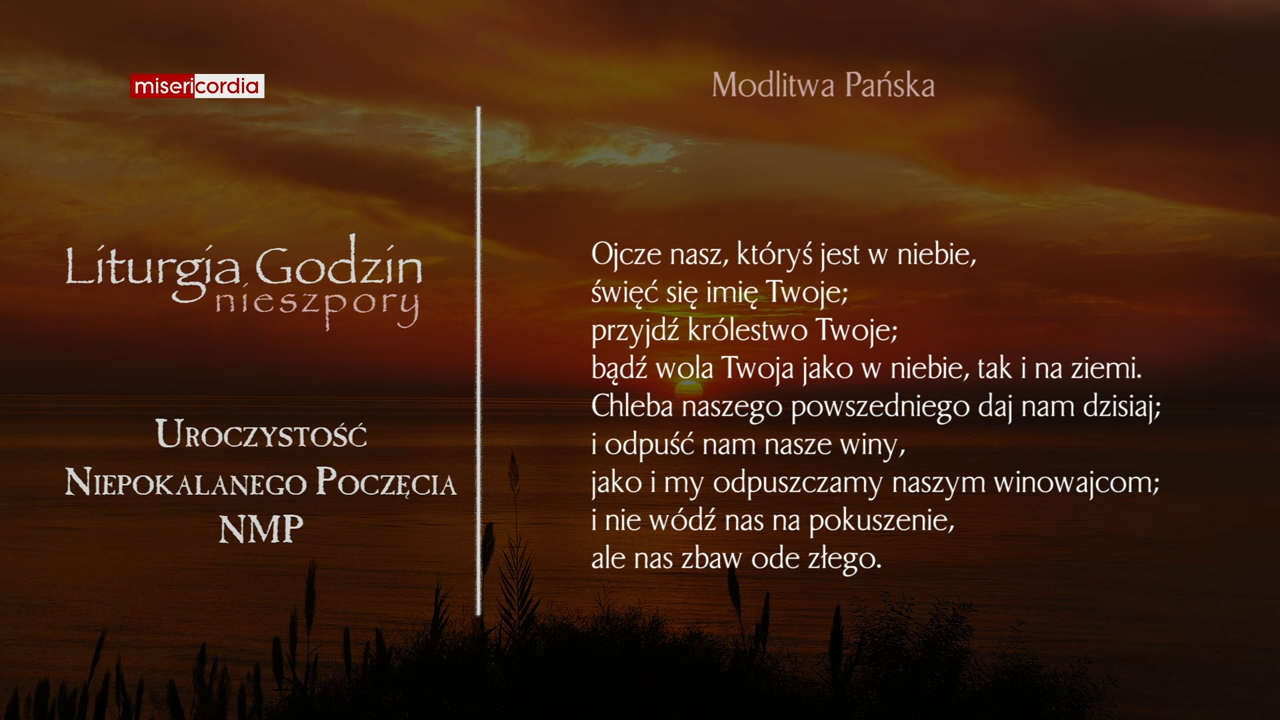 misericordia
Liturgia Godzin
nieszpory
Uroczystość
Niepokalanego Poczęcia
NMP
Modlitwa Pańska
Ojcze nasz, któryś jest w niebie,
święć się imię Twoje;
przyjdź królestwo Twoje;
bądź wola Twoja jako w niebie, tak i na ziemi.
Chleba naszego powszedniego daj nam dzisiaj;
i odpuść nam nasze winy,
jako i my odpuszczamy naszym winowajcom;
i nie wódź nas na pokuszenie,
ale nas zbaw ode złego.